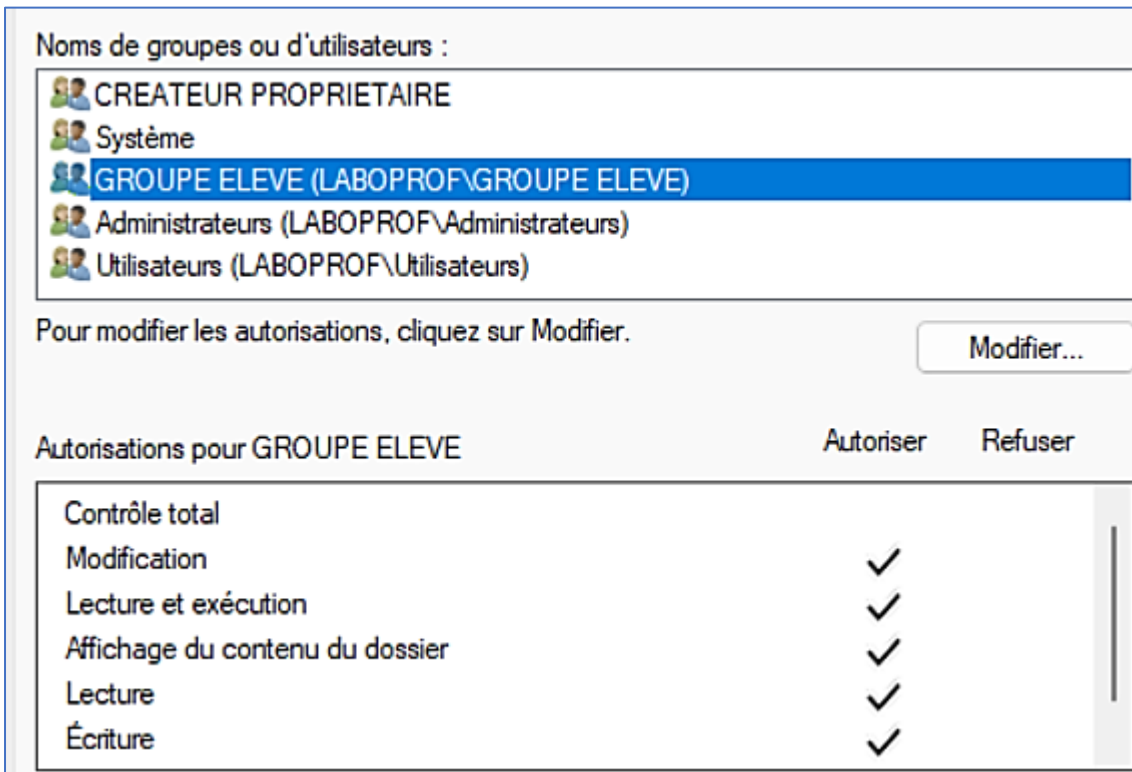 Noms de groupes ou d'utilisateurs :
CREATEUR PROPRIETAIRE
Système
GROUPE ELEVE (LABOPROF\GROUPE ELEVE)
Administrateurs (LABOPROF\Administrateurs)
Utilisateurs (LABOPROF\Utilisateurs)
Pour modifier les autorisations, cliquez sur Modifier.
Modifier...
Autorisations pour GROUPE ELEVE Autoriser Refuser
Contrôle total
Modification
Lecture et exécution
Affichage du contenu du dossier
Lecture
Écriture